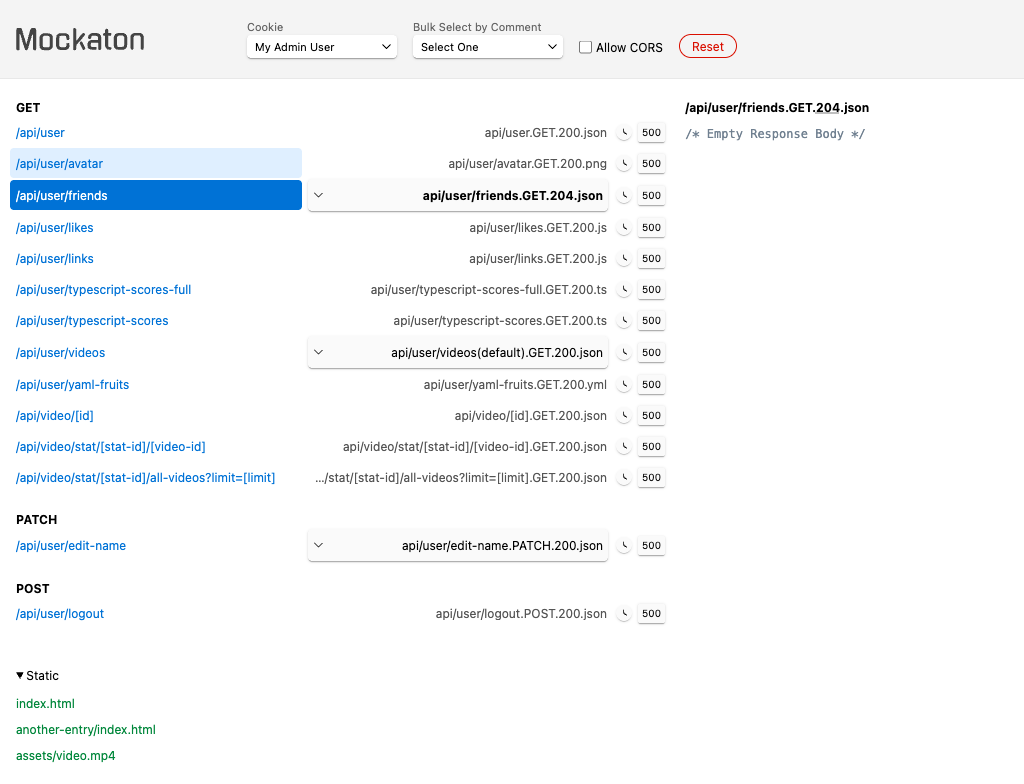 Mockaton
Cookie
My Admin User
Bulk Select by Comment
Select One
Allow CORS
Reset
GET
/api/user api/user.GET.200.json 500
/api/user/avatar api/user/avatar.GET.200.png 500
/api/user/friends api/user/friends.GET.204.json 500
/api/user/likes api/user/likes.GET.200.js 500
/api/user/links api/user/links.GET.200.js 500
/api/user/typescript-scores-full api/user/typescript-scores-full.GET.200.ts 500
/api/user/typescript-scores api/user/typescript-scores.GET.200.ts 500
/api/user/videos api/user/videos(default).GET.200.json 500
/api/user/yaml-fruits api/user/yaml-fruits.GET.200.yml 500
/api/video/[id] api/video/[id].GET.200.json 500
/api/video/stat/[stat-id]/[video-id] api/video/stat/[stat-id]/[video-id].GET.200.json 500
/api/video/stat/[stat-id]/all-videos?limit=[limit] .../stat/[stat-id]/all-videos?limit=[limit].GET.200.json 500
PATCH
/api/user/edit-name api/user/edit-name.PATCH.200.json 500
POST
/api/user/logout api/user/logout.POST.200.json 500
Static
index.html
another-entry/index.html
assets/video.mp4
/api/user/friends.GET.204.json
/* Empty Response Body */